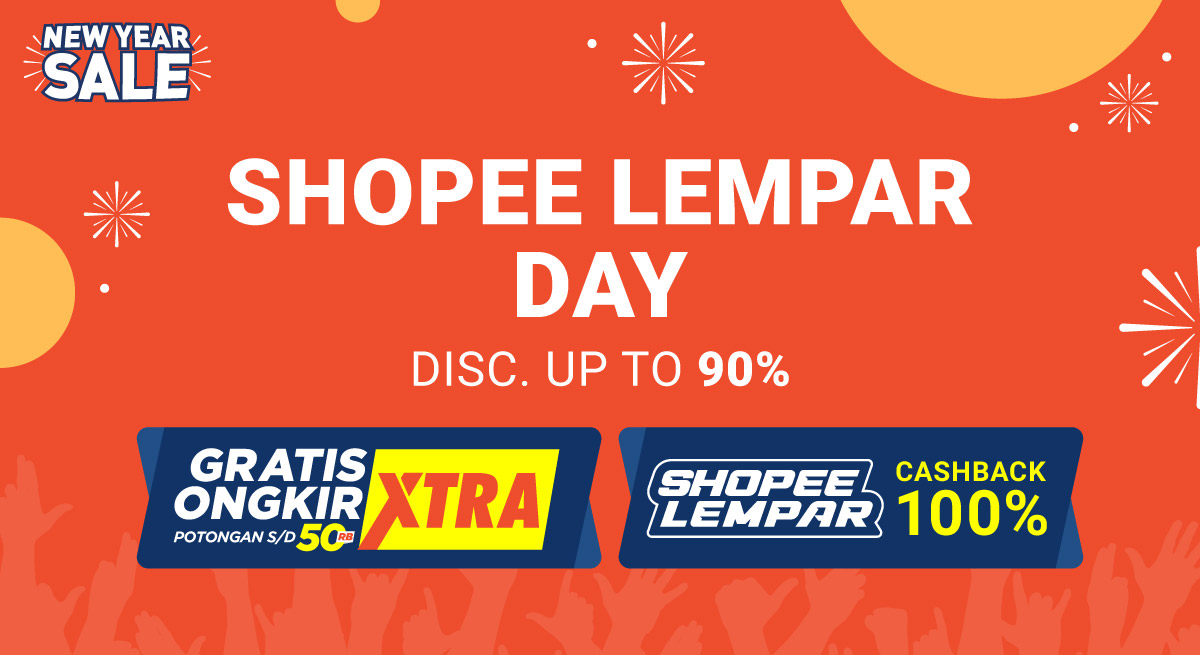 NEW YEAR
SALE
SHOPEE LEMPAR
DAY
DISC. UP TO 90%
GRATIS
ONGKIR
XTRA
POTONGAN S/D 50RB
SHOPEE
LEMPAR
CASHBACK
100%